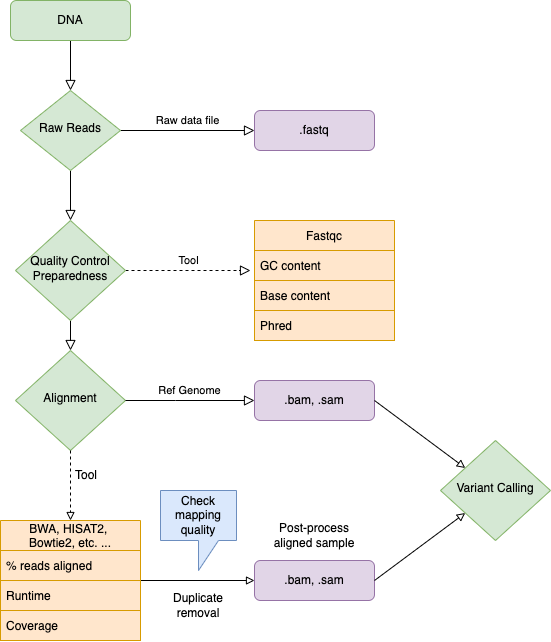 DNA
Raw Reads
Raw data file
.fastq
Quality Control
Preparedness
Tool
Fastqc
GC content
Base content
Phred
Alignment
Ref Genome
.bam, .sam
Variant Calling
Tool
BWA, HISAT2,
Bowtie2, etc. ...
% reads aligned
Runtime
Coverage
Check
mapping
quality
Duplicate
removal
Post-process
aligned sample
.bam, .sam